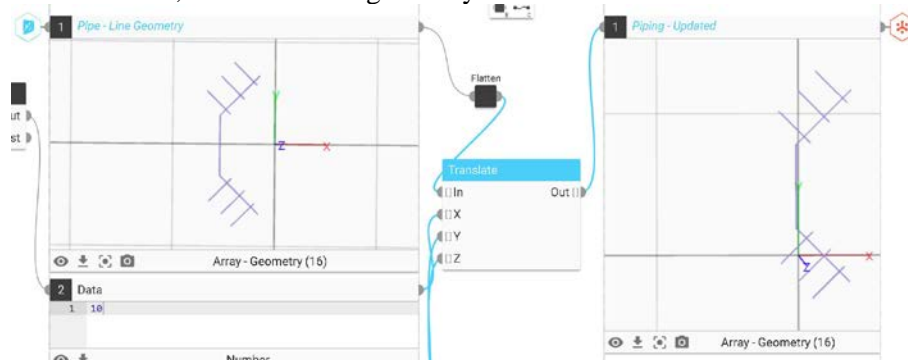 1 Pipe - Line Geometry
1 Piping - Updated
Flatten
Y
Z X
ut
st
Translate
In Out
X
Y
Z
Y
X
Z
Array - Geometry (16)
2 Data
1 10
Array - Geometry (16)
Number